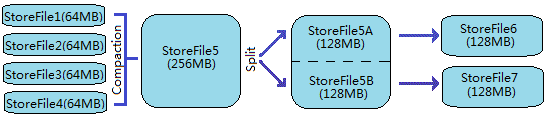 StoreFile1(64MB)
StoreFile2(64MB)
StoreFile3(64MB)
StoreFile4(64MB)
Compaction
StoreFile5
(256MB)
Split
StoreFile5A
(128MB)
StoreFile5B
(128MB)
StoreFile6
(128MB)
StoreFile7
(128MB)